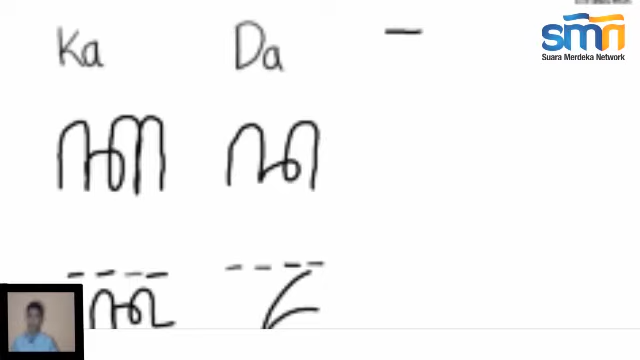 Ka Da —
smn
Suara Merdeka Network
ꦏ ꦢ